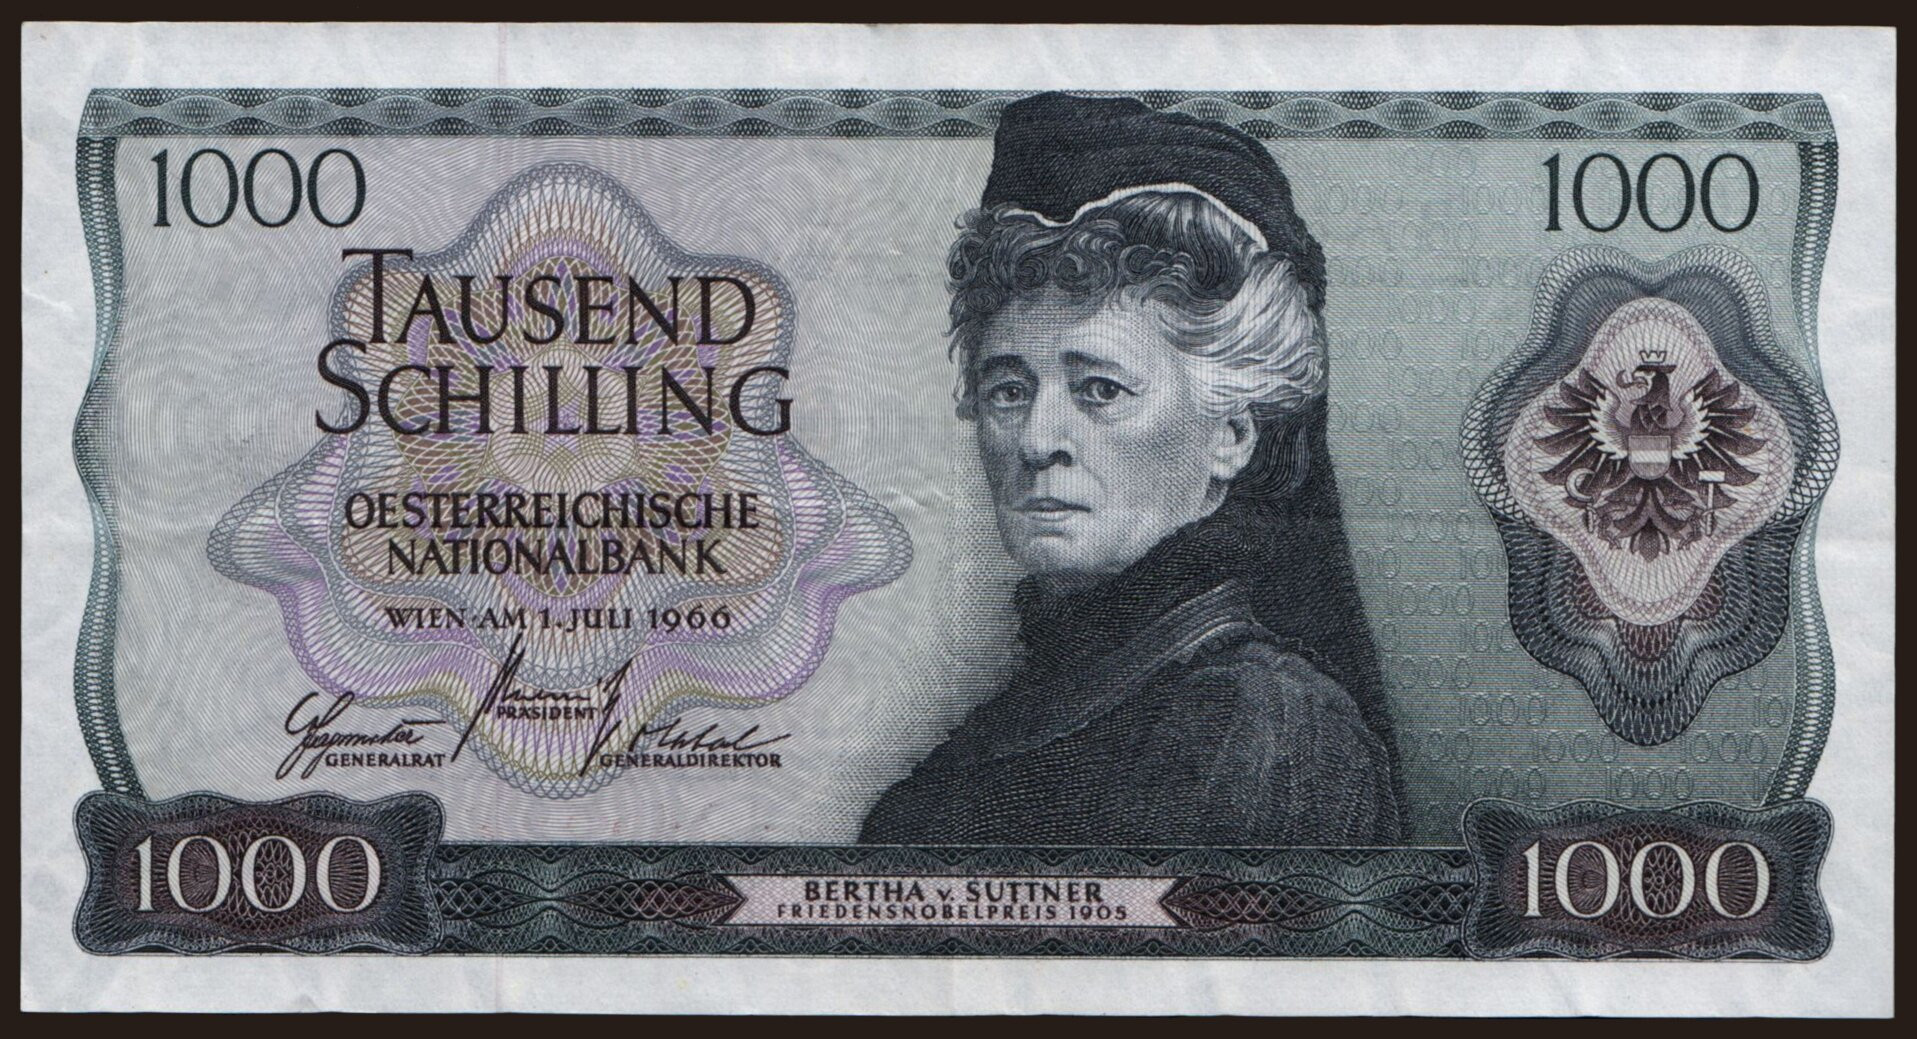 1000
1000
TAUSEND
SCHILLING
OESTERREICHISCHE
NATIONALBANK
WIEN AM 1. JULI 1966
PRÄSIDENT
GENERALRAT
GENERALDIREKTOR
1000
BERTHA v. SUTTNER
FRIEDENSNOBELPREIS 1905
1000